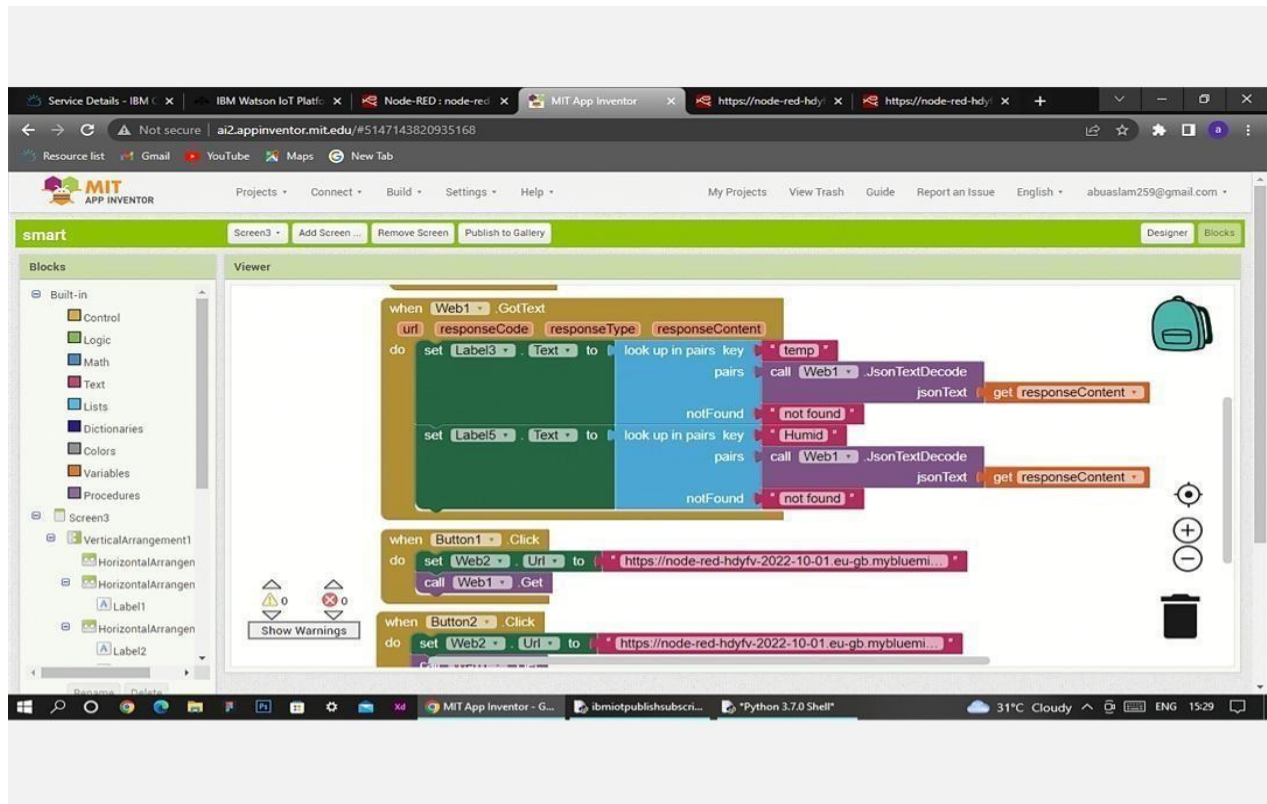 Service Details - IBM C IBM Watson IoT Platfo Node-RED : node-red MIT App Inventor https://node-red-hdyf https://node-red-hdyf
Not secure | ai2.appinventor.mit.edu/#5147143820935168
Resource list Gmail YouTube Maps New Tab
MIT
APP INVENTOR
Projects Connect Build Settings Help My Projects View Trash Guide Report an Issue English abuaslam259@gmail.com
smart Screen3 Add Screen ... Remove Screen Publish to Gallery Designer Blocks
Blocks Viewer
Built-in
Control
Logic
Math
Text
Lists
Dictionaries
Colors
Variables
Procedures
Screen3
VerticalArrangement1
HorizontalArrangen
HorizontalArrangen
Label1
HorizontalArrangen
Label2
Rename Delete
when Web1 .GotText
url responseCode responseType responseContent
do set Label3 . Text to look up in pairs key " temp "
pairs call Web1 .JsonTextDecode
jsonText get responseContent
notFound " not found "
set Label5 . Text to look up in pairs key " Humid "
pairs call Web1 .JsonTextDecode
jsonText get responseContent
notFound " not found "
when Button1 .Click
do set Web2 . Url to " https://node-red-hdyfv-2022-10-01.eu-gb.mybluemi... "
call Web1 .Get
when Button2 .Click
do set Web2 . Url to " https://node-red-hdyfv-2022-10-01.eu-gb.mybluemi... "
0 0
Show Warnings
MIT App Inventor - G... ibmiotpublishsubscri... *Python 3.7.0 Shell* 31°C Cloudy ENG 15:29